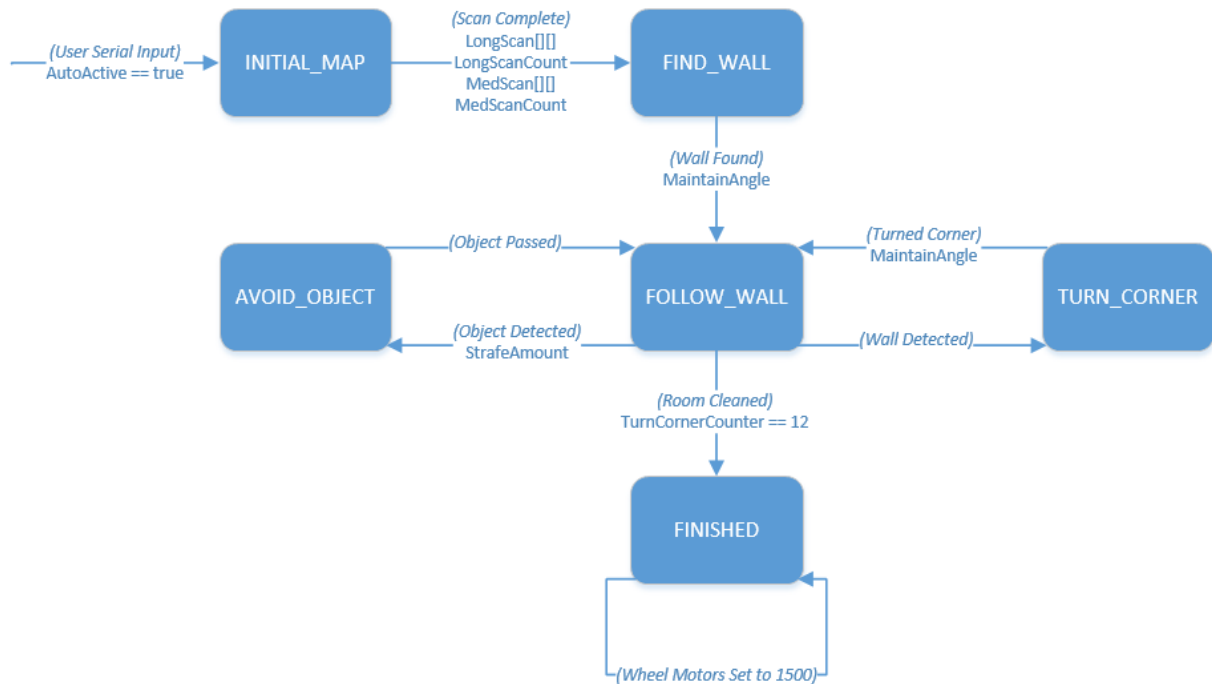 (User Serial Input)
AutoActive == true
INITIAL_MAP
(Scan Complete)
LongScan[][]
LongScanCount
MedScan[][]
MedScanCount
FIND_WALL
(Wall Found)
MaintainAngle
AVOID_OBJECT
(Object Passed)
(Object Detected)
StrafeAmount
FOLLOW_WALL
(Turned Corner)
MaintainAngle
(Wall Detected)
TURN_CORNER
(Room Cleaned)
TurnCornerCounter == 12
FINISHED
(Wheel Motors Set to 1500)